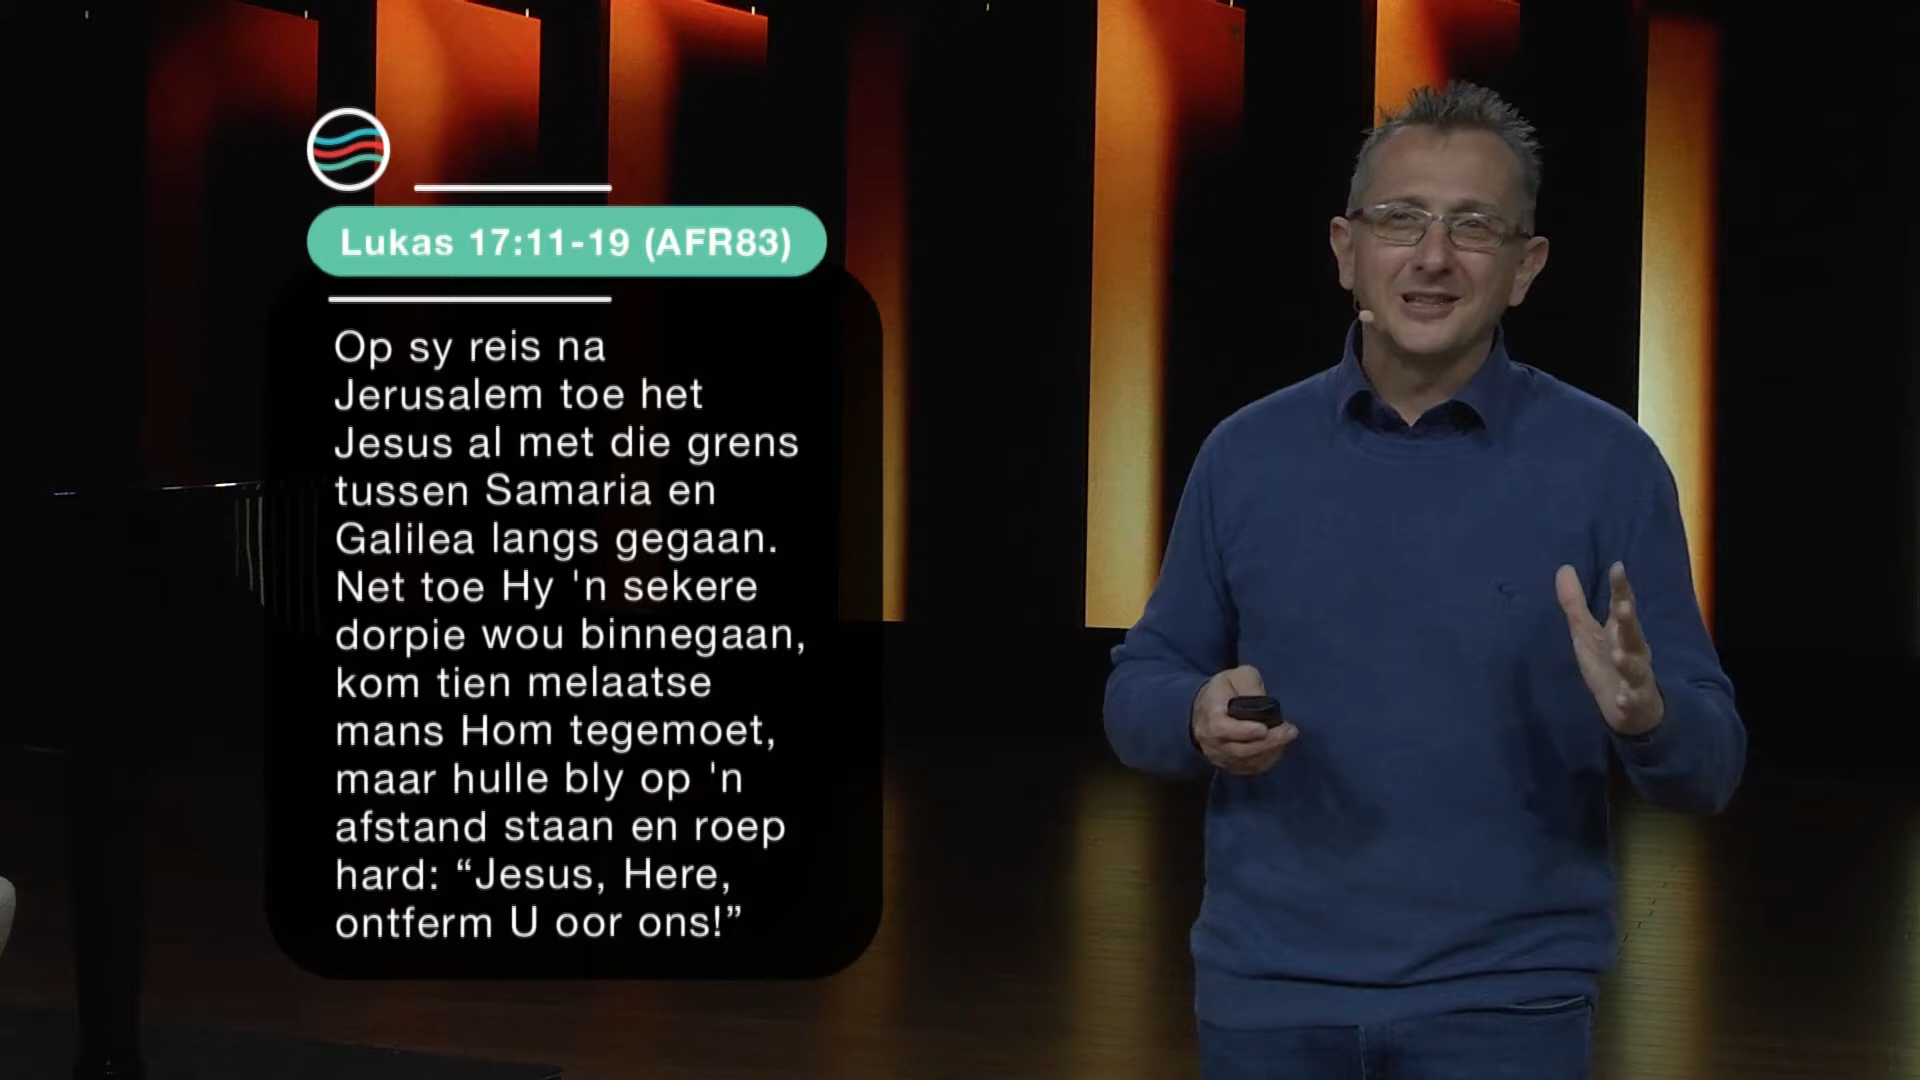 Lukas 17:11-19 (AFR83)
Op sy reis na
Jerusalem toe het
Jesus al met die grens
tussen Samaria en
Galilea langs gegaan.
Net toe Hy 'n sekere
dorpie wou binnegaan,
kom tien melaatse
mans Hom tegemoet,
maar hulle bly op 'n
afstand staan en roep
hard: “Jesus, Here,
ontferm U oor ons!”